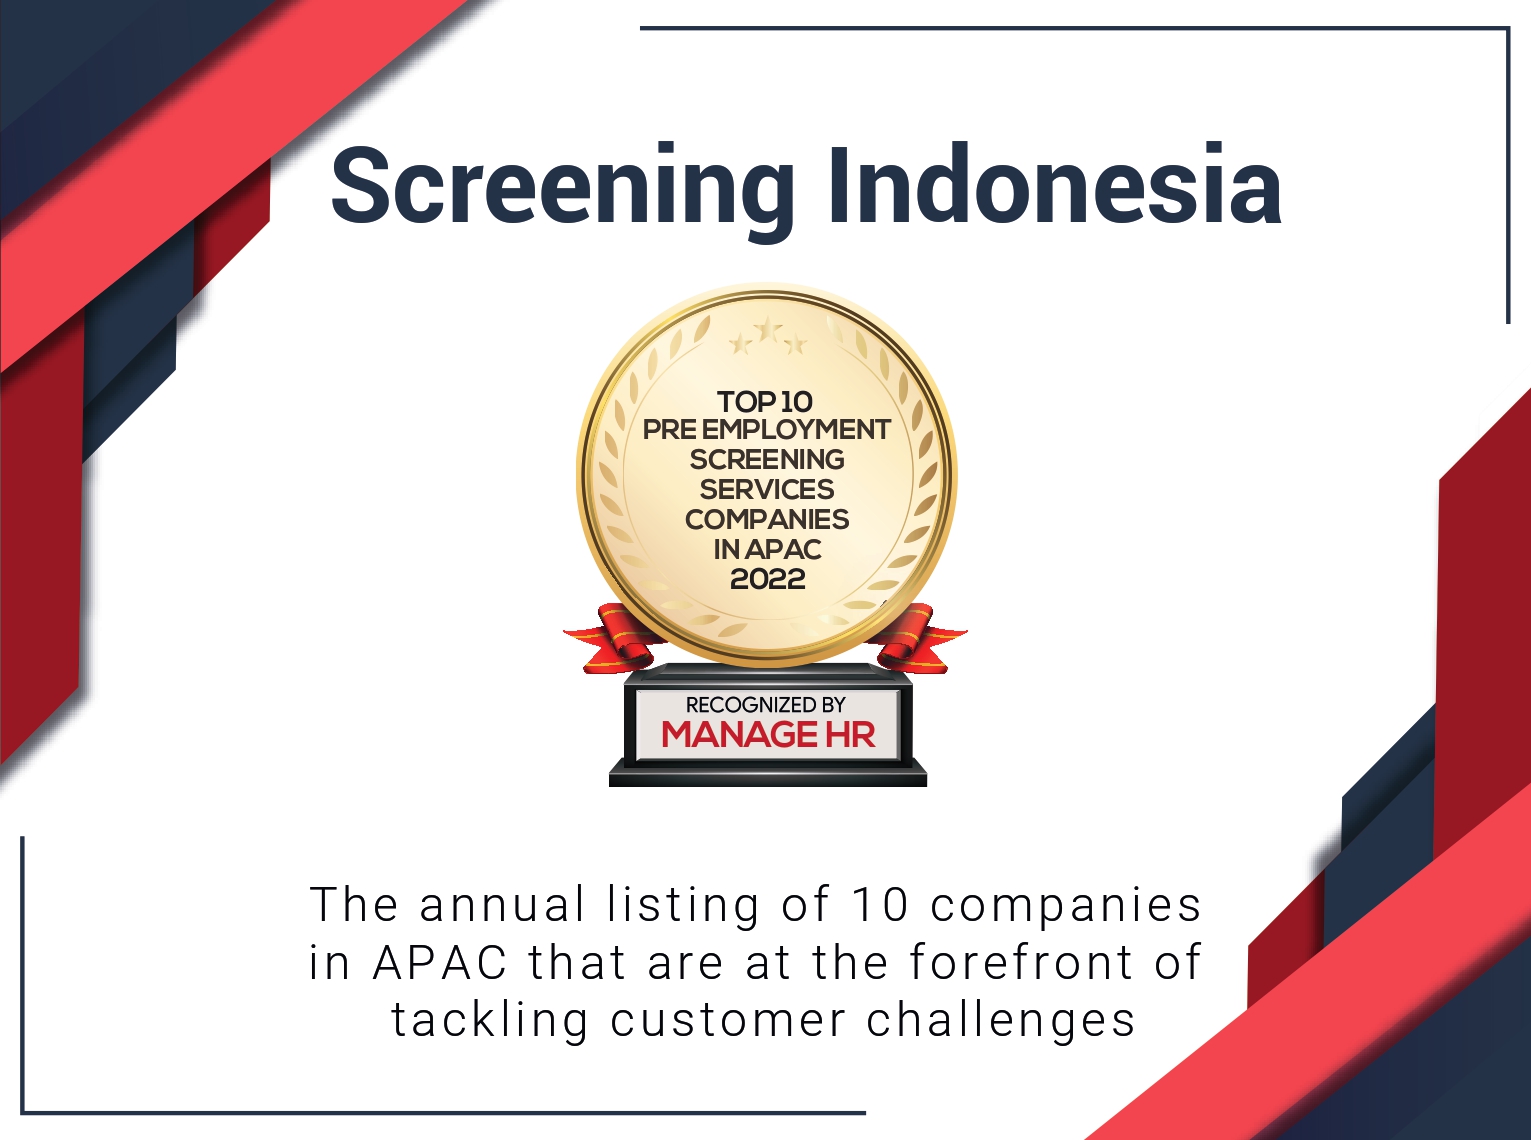 Screening Indonesia
TOP 10
PRE EMPLOYMENT
SCREENING
SERVICES
COMPANIES
IN APAC
2022
RECOGNIZED BY
MANAGE HR
The annual listing of 10 companies
in APAC that are at the forefront of
tackling customer challenges